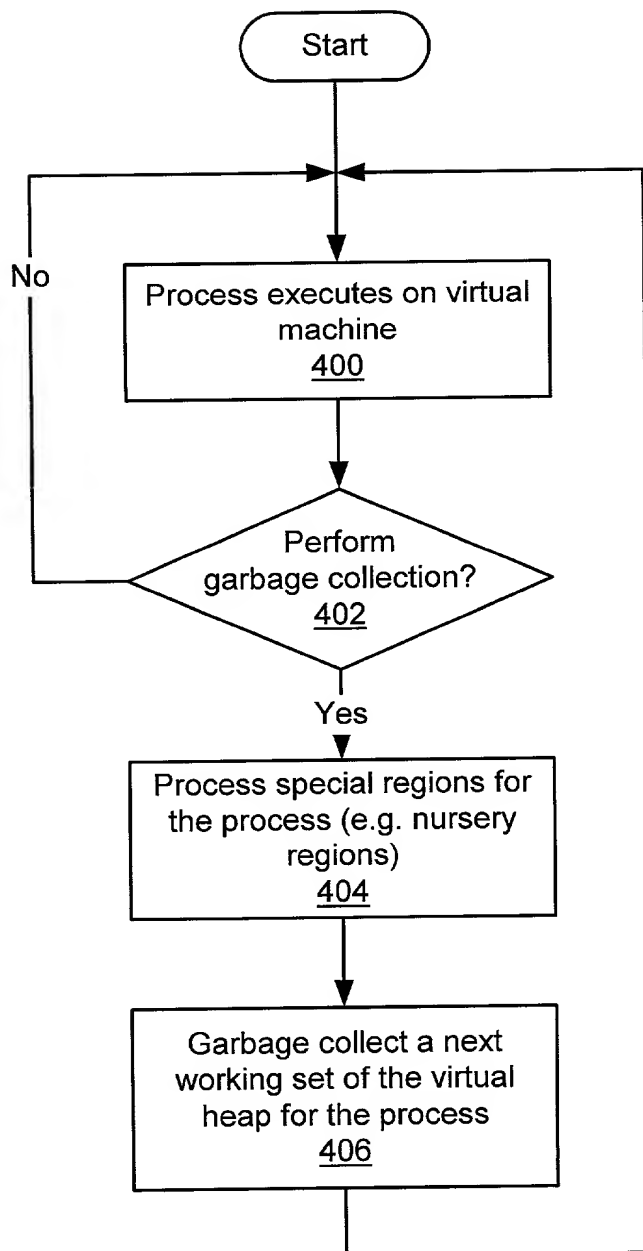 Start
No
Process executes on virtual
machine
400
Perform
garbage collection?
402
Yes
Process special regions for
the process (e.g. nursery
regions)
404
Garbage collect a next
working set of the virtual
heap for the process
406